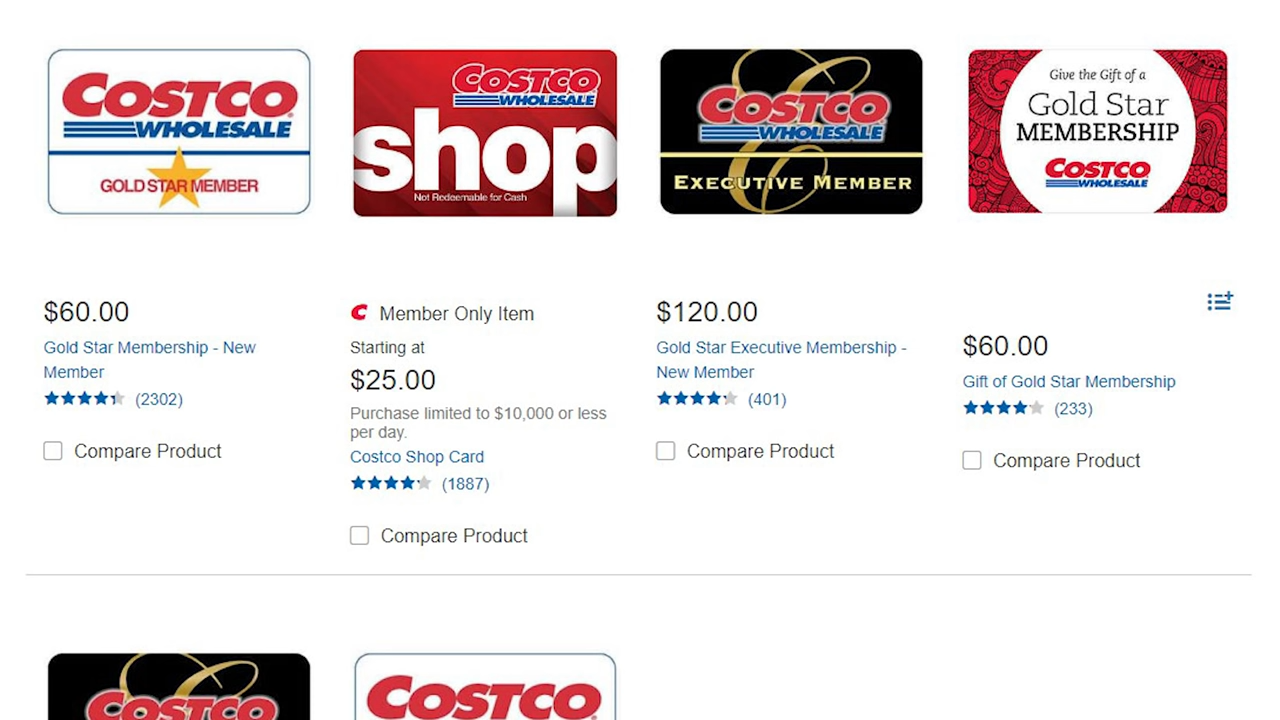 COSTCO
WHOLESALE
GOLD STAR MEMBER
COSTCO
WHOLESALE
shop
Not Redeemable for Cash
COSTCO
WHOLESALE
EXECUTIVE MEMBER
Give the Gift of a
Gold Star
MEMBERSHIP
COSTCO
WHOLESALE
$60.00
Gold Star Membership - New
Member
(2302)
Compare Product
Member Only Item
Starting at
$25.00
Purchase limited to $10,000 or less
per day.
Costco Shop Card
(1887)
Compare Product
$120.00
Gold Star Executive Membership -
New Member
(401)
Compare Product
$60.00
Gift of Gold Star Membership
(233)
Compare Product
COSTCO
COSTCO